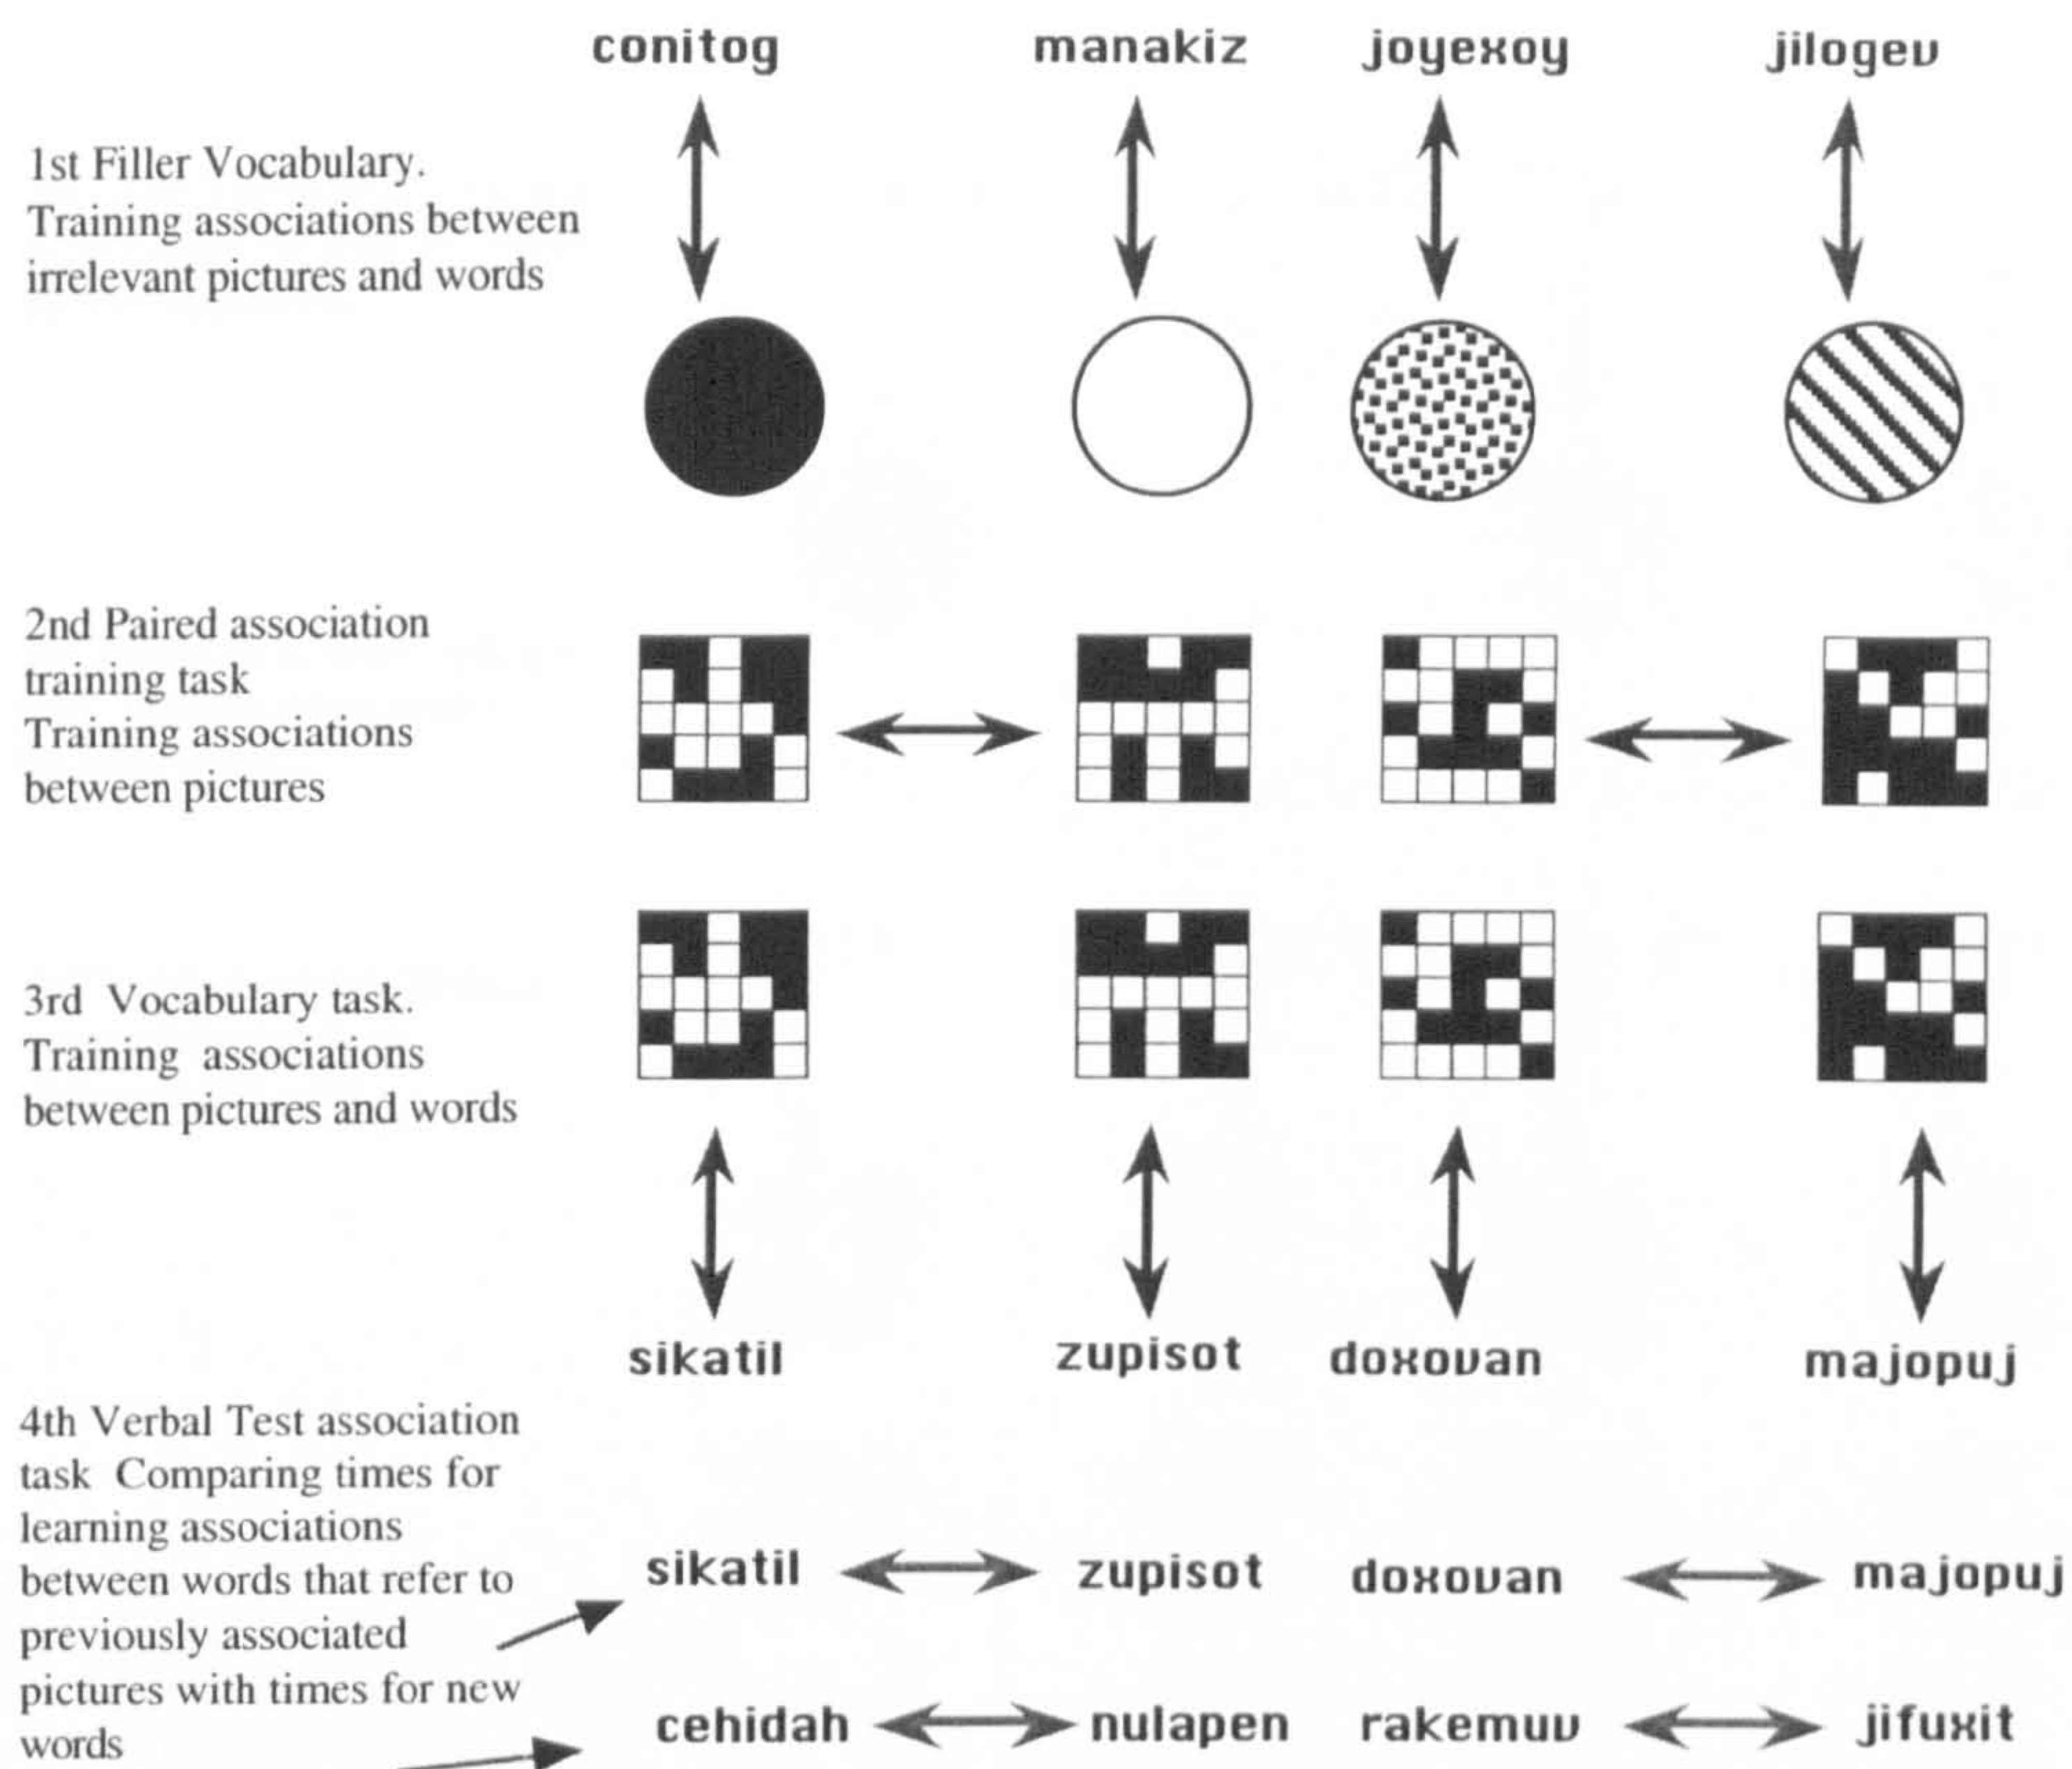 conitog manakiz joyexoy jilogev
1st Filler Vocabulary.
Training associations between
irrelevant pictures and words
2nd Paired association
training task
Training associations
between pictures
3rd Vocabulary task.
Training associations
between pictures and words
sikatil zupisot doxovan majopuj
4th Verbal Test association
task Comparing times for
learning associations
between words that refer to
previously associated
pictures with times for new
words
sikatil zupisot doxovan majopuj
cehidah nulapen rakemuv jifuxit